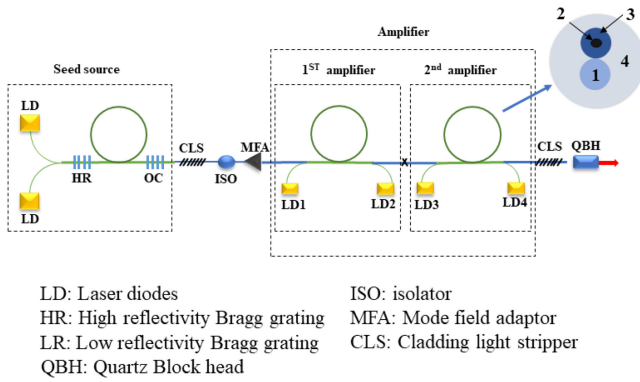 Amplifier
Seed source
1ST amplifier
2nd amplifier
2
3
4
1
LD
CLS
MFA
CLS
QBH
HR
OC
ISO
LD1
LD2
LD3
LD4
LD
x
LD: Laser diodes
HR: High reflectivity Bragg grating
LR: Low reflectivity Bragg grating
QBH: Quartz Block head
ISO: isolator
MFA: Mode field adaptor
CLS: Cladding light stripper